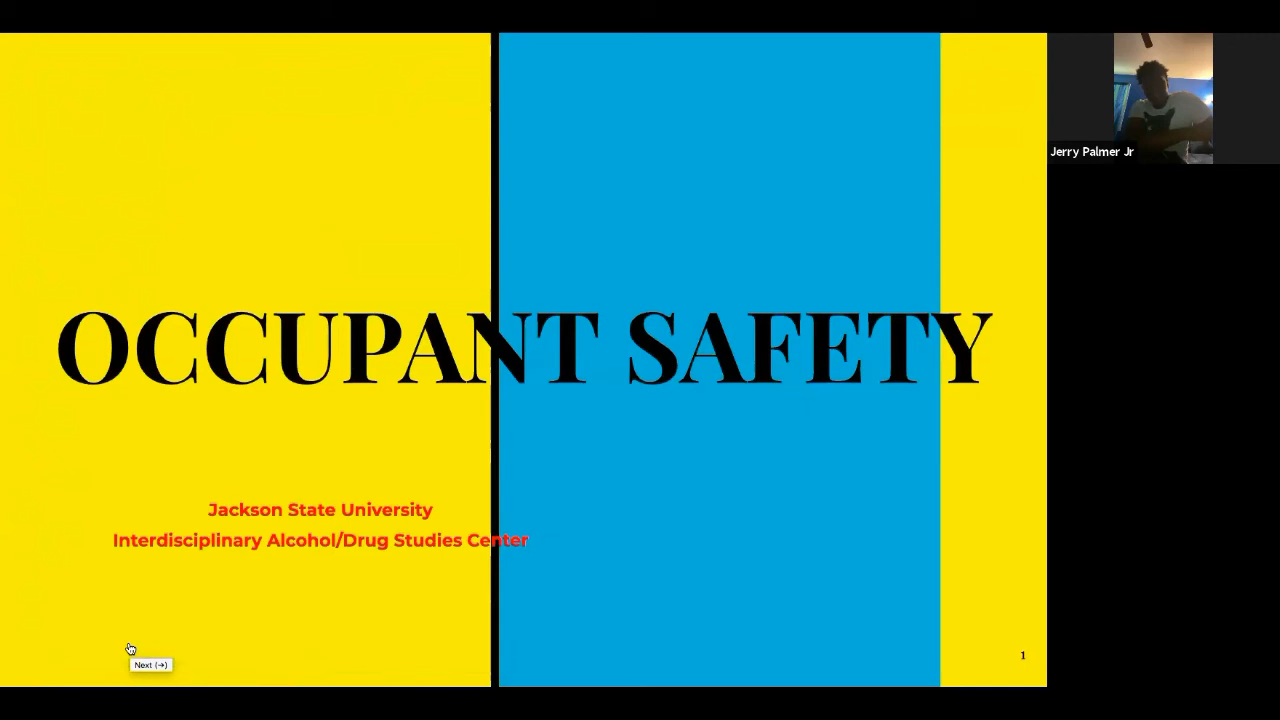 Jerry Palmer Jr
OCCUPANT SAFETY
Jackson State University
Interdisciplinary Alcohol/Drug Studies Center
Next (→)
1